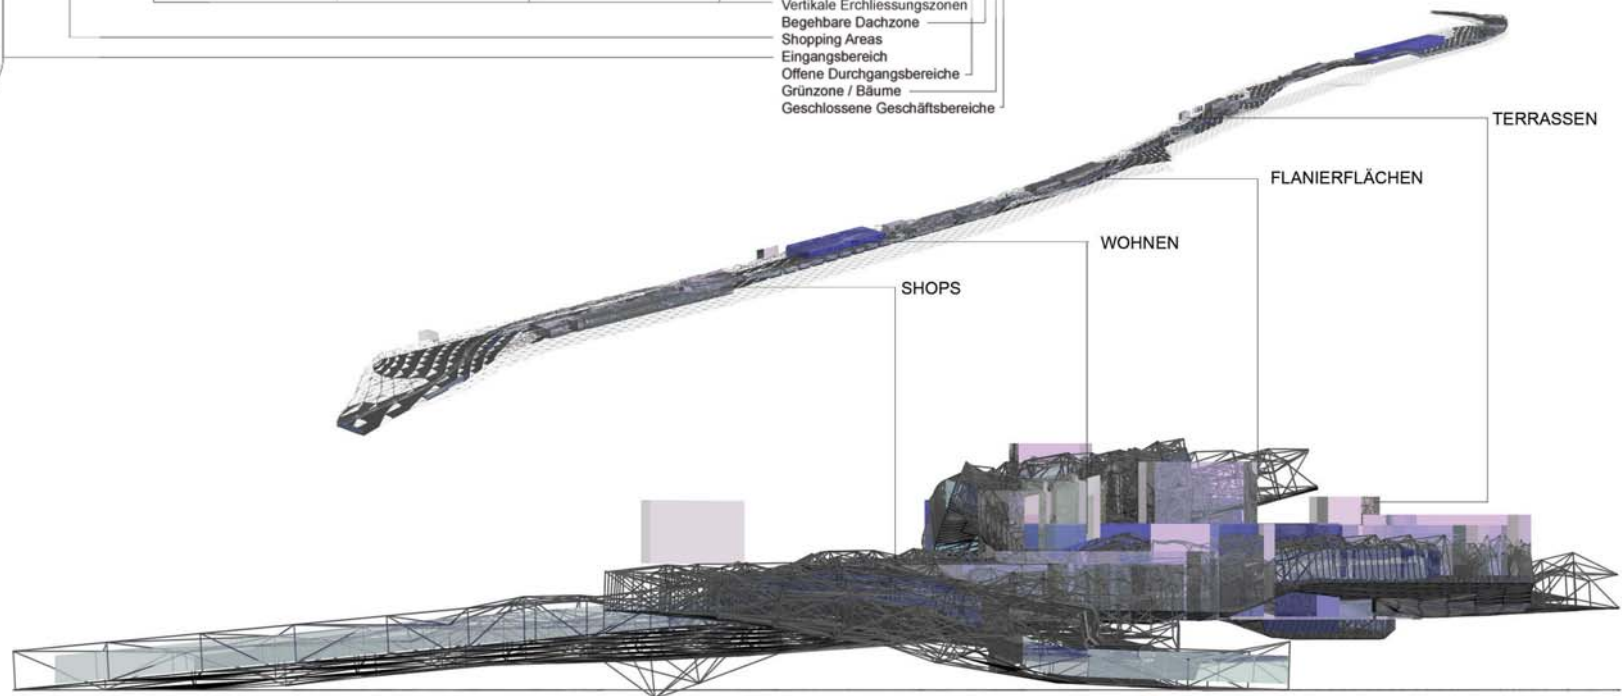 Vertikale Erchliessungszonen
Begehbare Dachzone
Shopping Areas
Eingangsbereich
Offene Durchgangsbereiche
Grünzone / Bäume
Geschlossene Geschäftsbereiche
TERRASSEN
FLANIERFLÄCHEN
WOHNEN
SHOPS